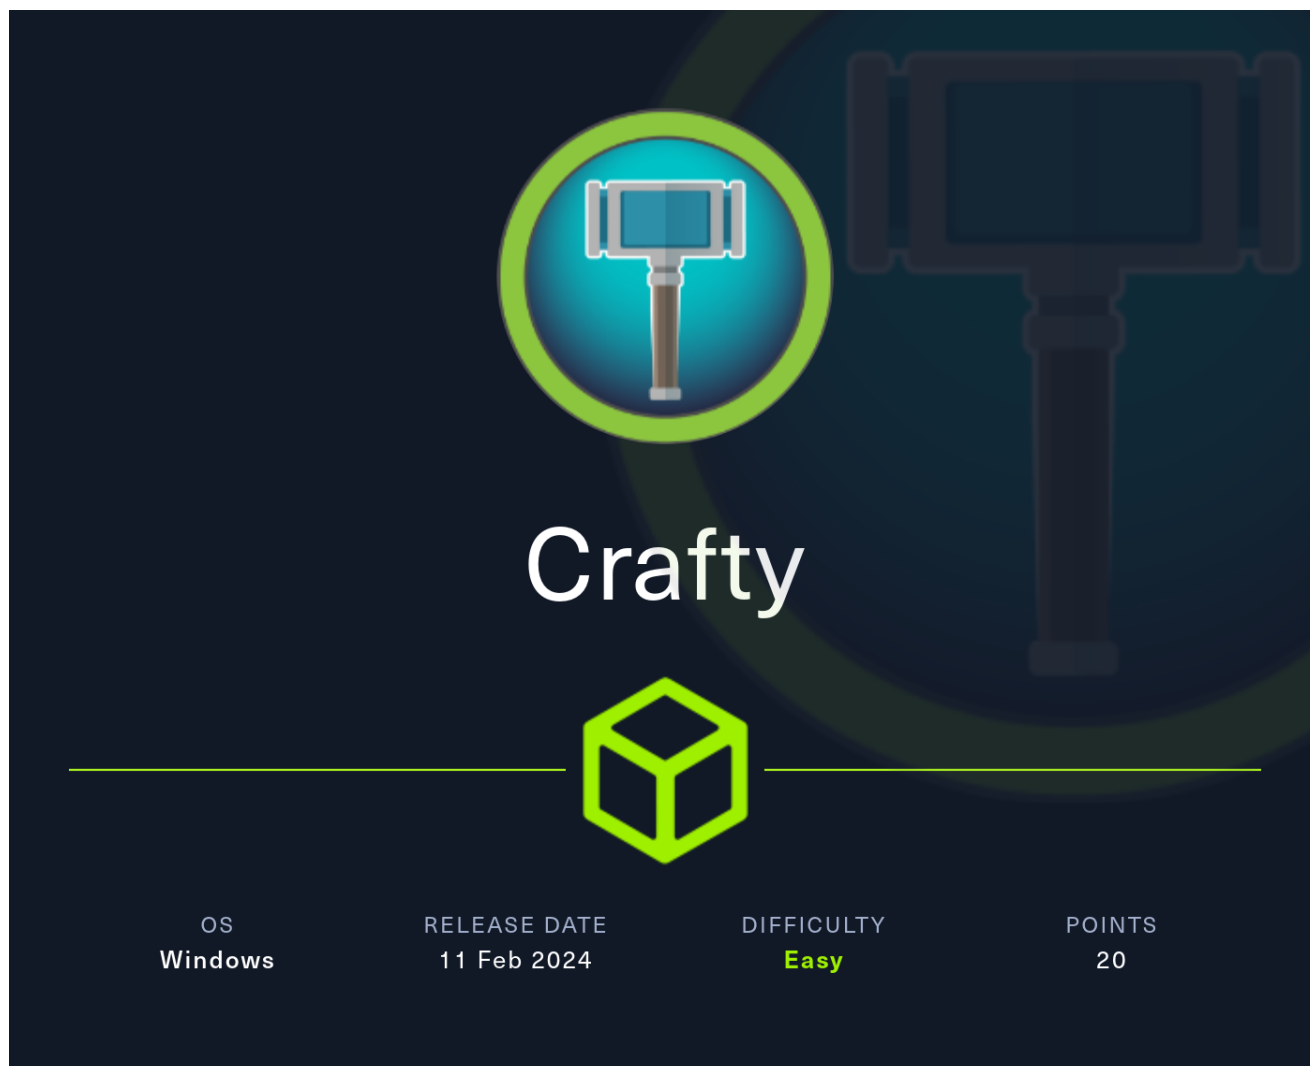 Crafty
OS
RELEASE DATE
DIFFICULTY
POINTS
Windows
11 Feb 2024
Easy
20